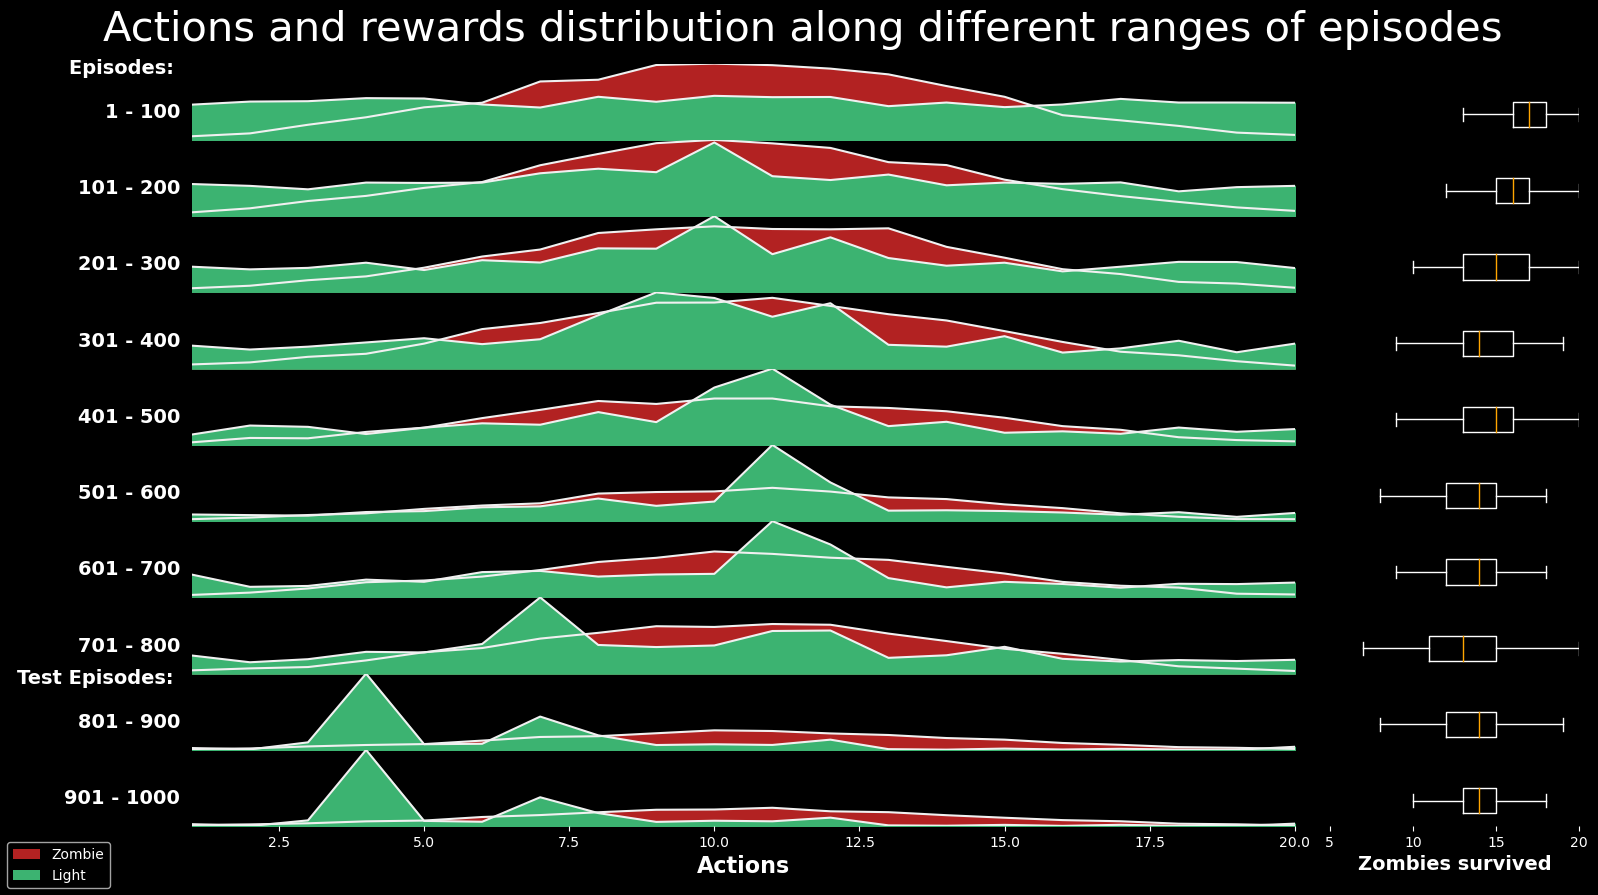 Actions and rewards distribution along different ranges of episodes
Episodes:
1 - 100
101 - 200
201 - 300
301 - 400
401 - 500
501 - 600
601 - 700
701 - 800
Test Episodes:
801 - 900
901 - 1000
2.5 5.0 7.5 10.0 12.5 15.0 17.5 20.0 5 10 15 20
Actions
Zombies survived
Zombie
Light